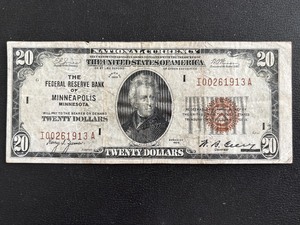 NATIONAL CURRENCY
THE UNITED STATES OF AMERICA
20 20
THE
FEDERAL RESERVE BANK
OF
MINNEAPOLIS
MINNESOTA
I I
I00261913A
WILL PAY TO THE BEARER ON DEMAND
TWENTY DOLLARS
I00261913A
I I
20 TWENTY DOLLARS 20